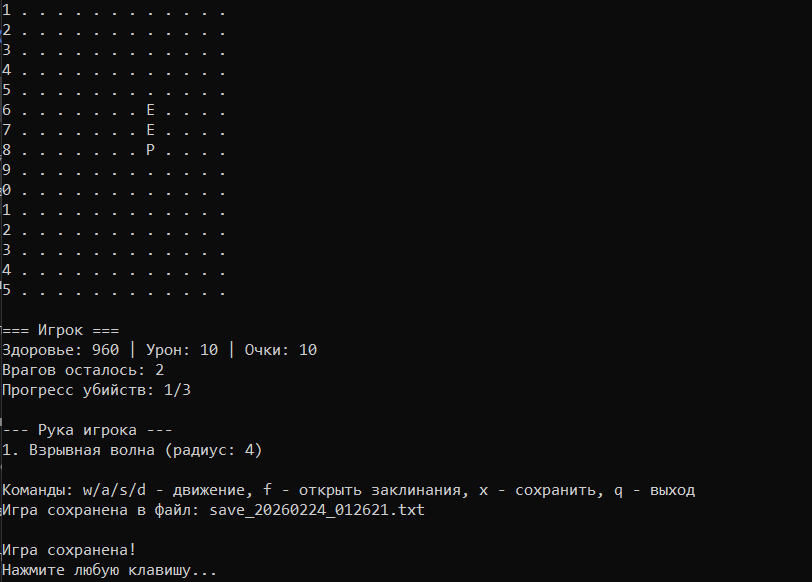 1 . . . . . . . . . . . .
2 . . . . . . . . . . . .
3 . . . . . . . . . . . .
4 . . . . . . . . . . . .
5 . . . . . . . . . . . .
6 . . . . . . . E . . . .
7 . . . . . . . E . . . .
8 . . . . . . . P . . . .
9 . . . . . . . . . . . .
0 . . . . . . . . . . . .
1 . . . . . . . . . . . .
2 . . . . . . . . . . . .
3 . . . . . . . . . . . .
4 . . . . . . . . . . . .
5 . . . . . . . . . . . .
=== Игрок ===
Здоровье: 960 | Урон: 10 | Очки: 10
Врагов осталось: 2
Прогресс убийств: 1/3
--- Рука игрока ---
1. Взрывная волна (радиус: 4)
Команды: w/a/s/d - движение, f - открыть заклинания, x - сохранить, q - выход
Игра сохранена в файл: save_20260224_012621.txt
Игра сохранена!
Нажмите любую клавишу...